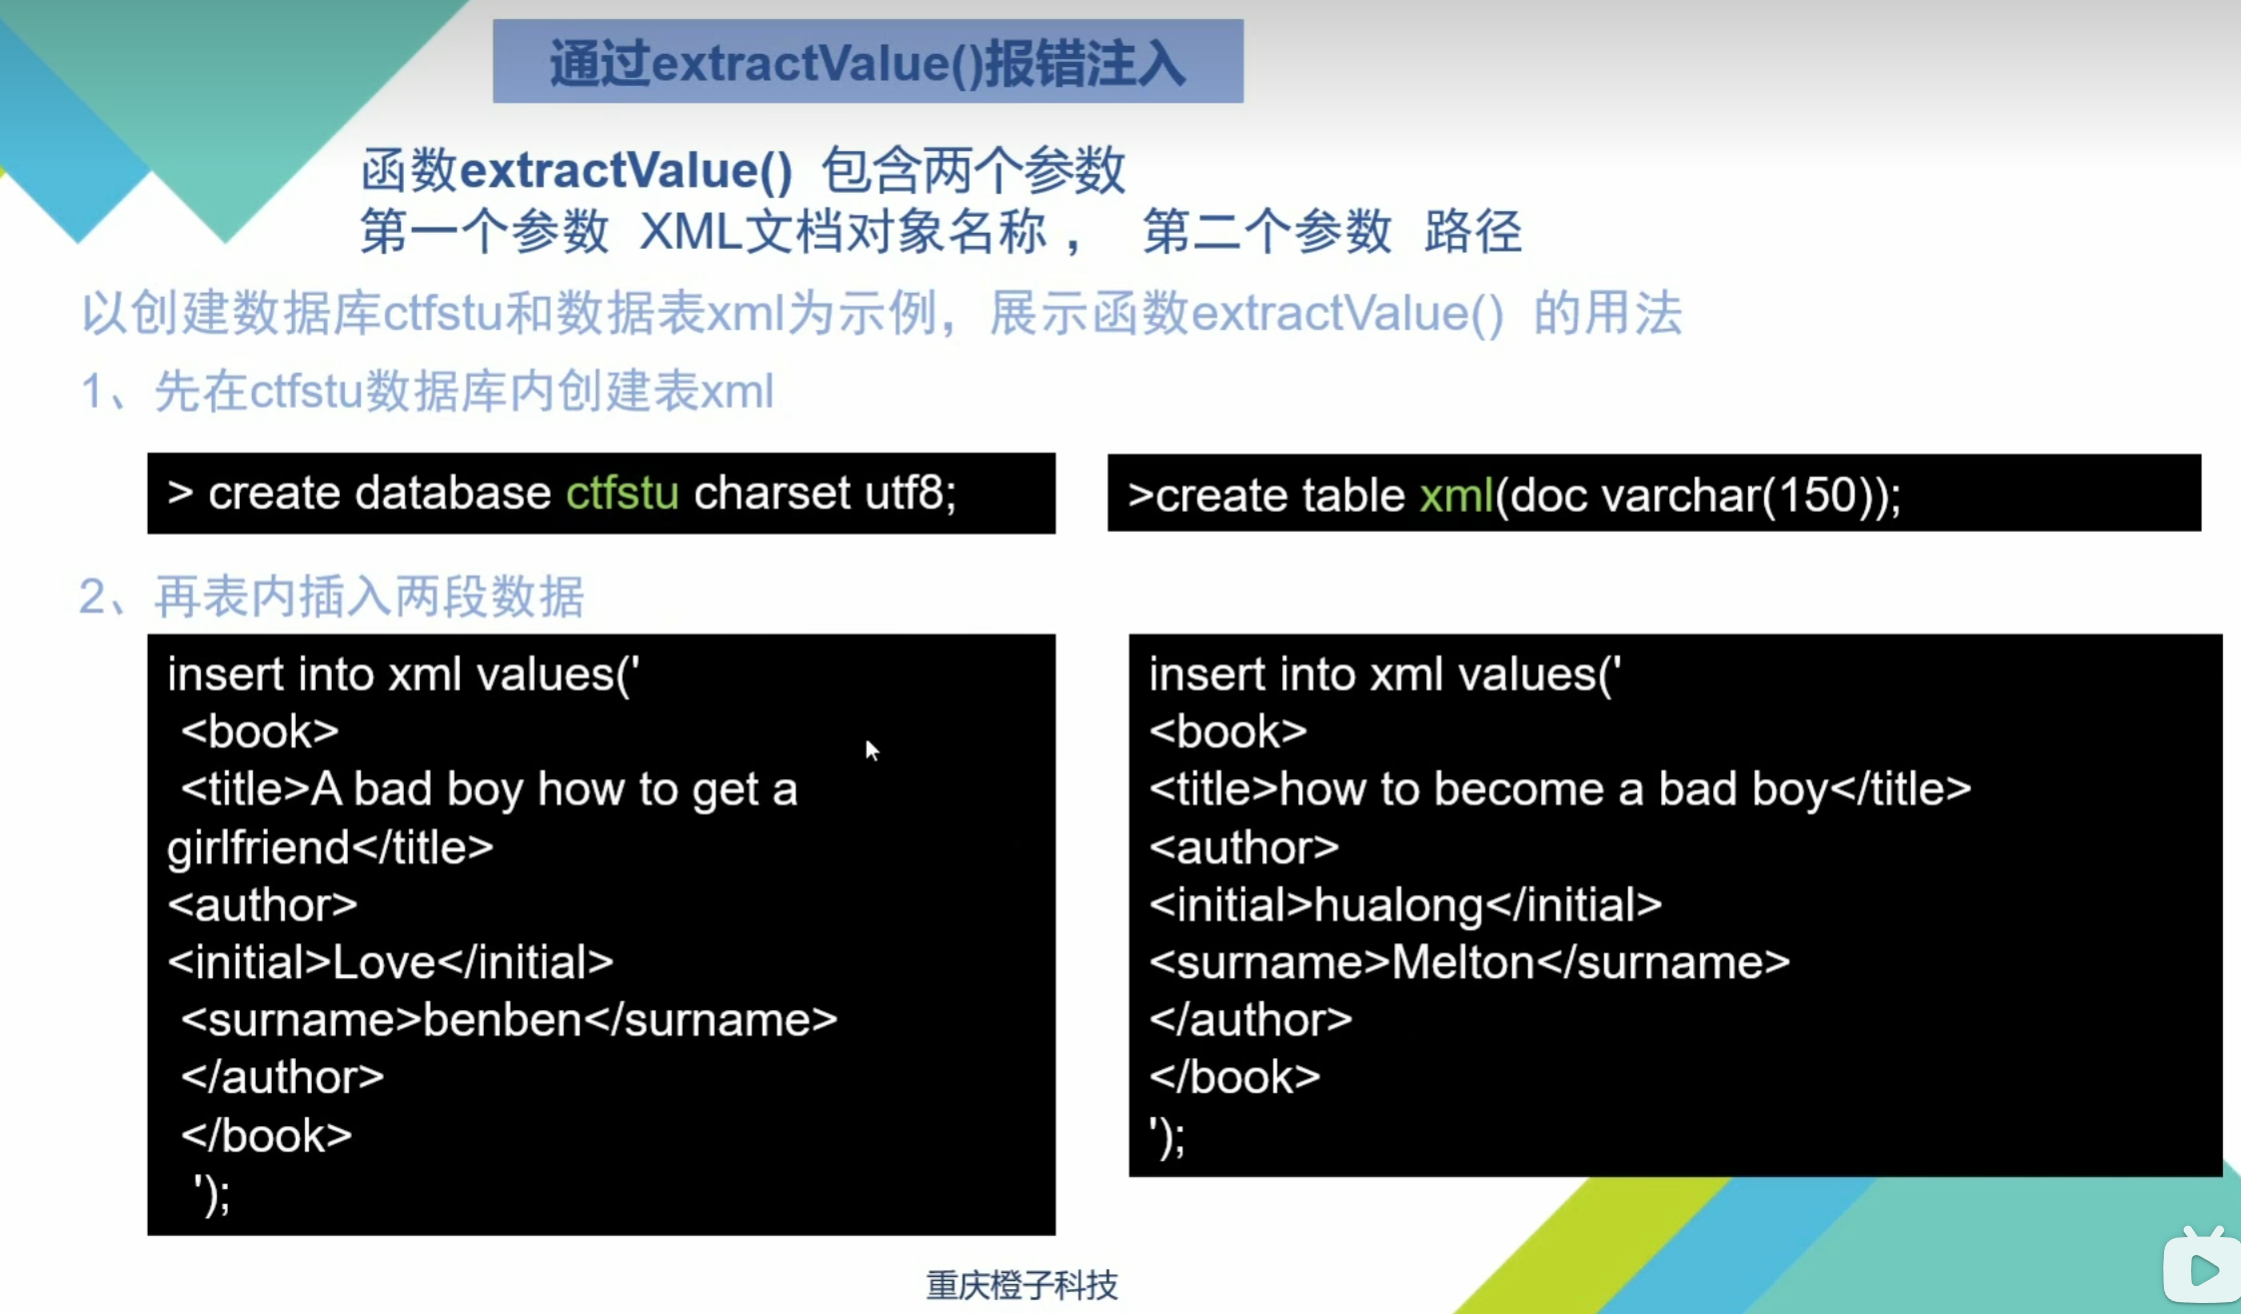 通过extractValue()报错注入
函数extractValue() 包含两个参数
第一个参数 XML文档对象名称， 第二个参数 路径
以创建数据库ctfstu和数据表xml为示例，展示函数extractValue() 的用法
1、先在ctfstu数据库内创建表xml
> create database ctfstu charset utf8;
>create table xml(doc varchar(150));
2、再表内插入两段数据
insert into xml values('
<book>
<title>A bad boy how to get a
girlfriend</title>
<author>
<initial>Love</initial>
<surname>benben</surname>
</author>
</book>
');
insert into xml values('
<book>
<title>how to become a bad boy</title>
<author>
<initial>hualong</initial>
<surname>Melton</surname>
</author>
</book>
');
重庆橙子科技